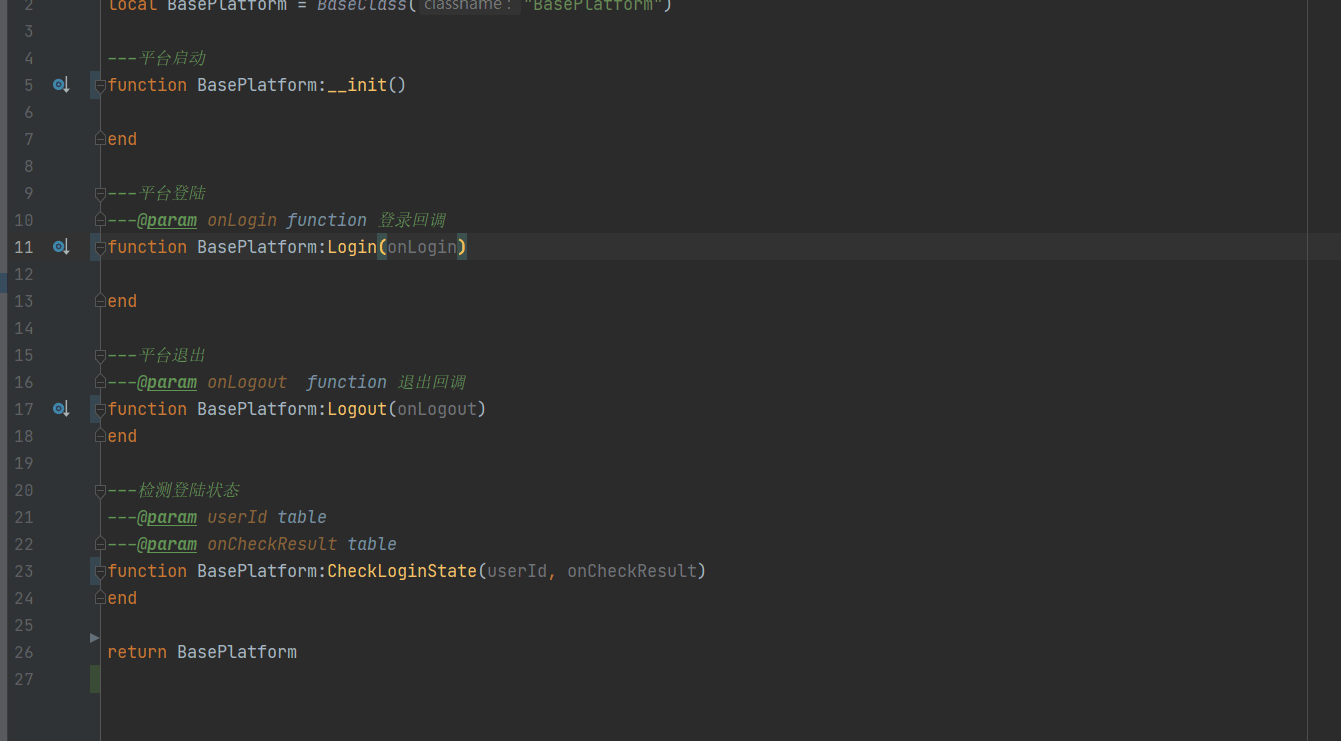 2 local BasePlatform = BaseClass( classname : "BasePlatform")
3
4 ---平台启动
5 function BasePlatform:__init()
6
7 end
8
9 ---平台登陆
10 ---@param onLogin function 登录回调
11 function BasePlatform:Login(onLogin)
12
13 end
14
15 ---平台退出
16 ---@param onLogout  function 退出回调
17 function BasePlatform:Logout(onLogout)
18 end
19
20 ---检测登陆状态
21 ---@param userId table
22 ---@param onCheckResult table
23 function BasePlatform:CheckLoginState(userId, onCheckResult)
24 end
25
26 return BasePlatform
27